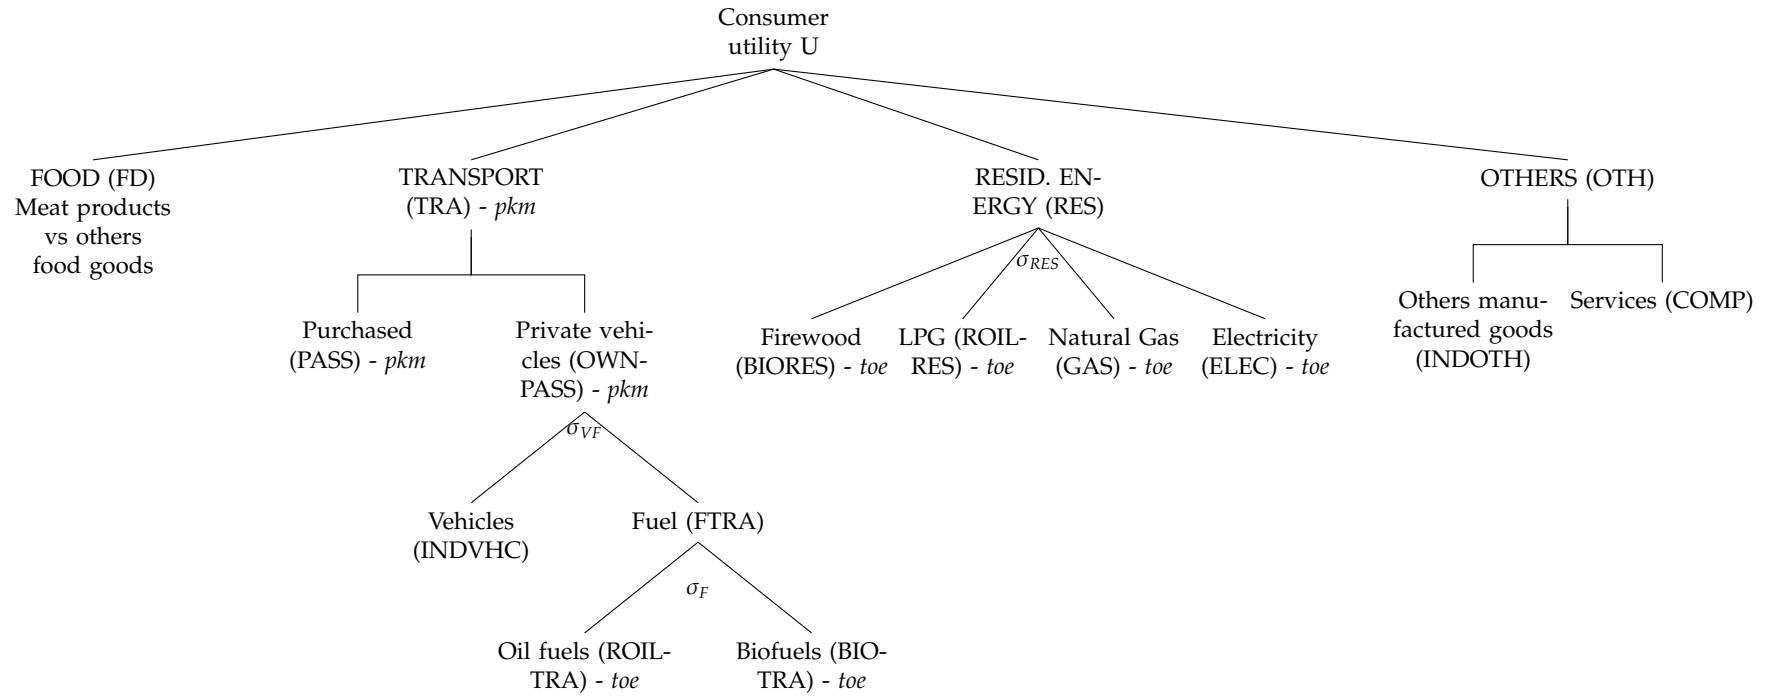 Consumer
utility U
FOOD (FD)
Meat products
vs others
food goods
TRANSPORT
(TRA) - pkm
RESID. EN-
ERGY (RES)
OTHERS (OTH)
σRES
Purchased
(PASS) - pkm
Private vehi-
cles (OWN-
PASS) - pkm
Firewood
(BIORES) - toe
LPG (ROIL-
RES) - toe
Natural Gas
(GAS) - toe
Electricity
(ELEC) - toe
Others manu-
factured goods
(INDOTH)
Services (COMP)
σVF
Vehicles
(INDVHC)
Fuel (FTRA)
σF
Oil fuels (ROIL-
TRA) - toe
Biofuels (BIO-
TRA) - toe